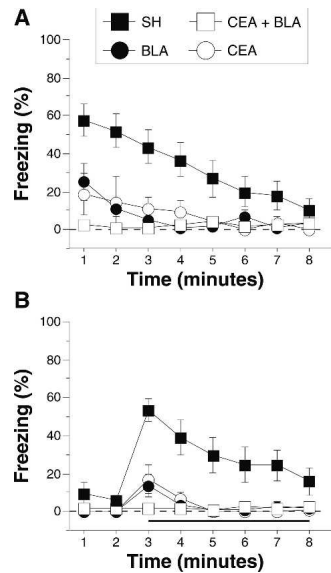 A
SH
CEA + BLA
BLA
CEA
100
80
60
40
20
0
Freezing (%)
1 2 3 4 5 6 7 8
Time (minutes)
B
100
80
60
40
20
0
Freezing (%)
1 2 3 4 5 6 7 8
Time (minutes)